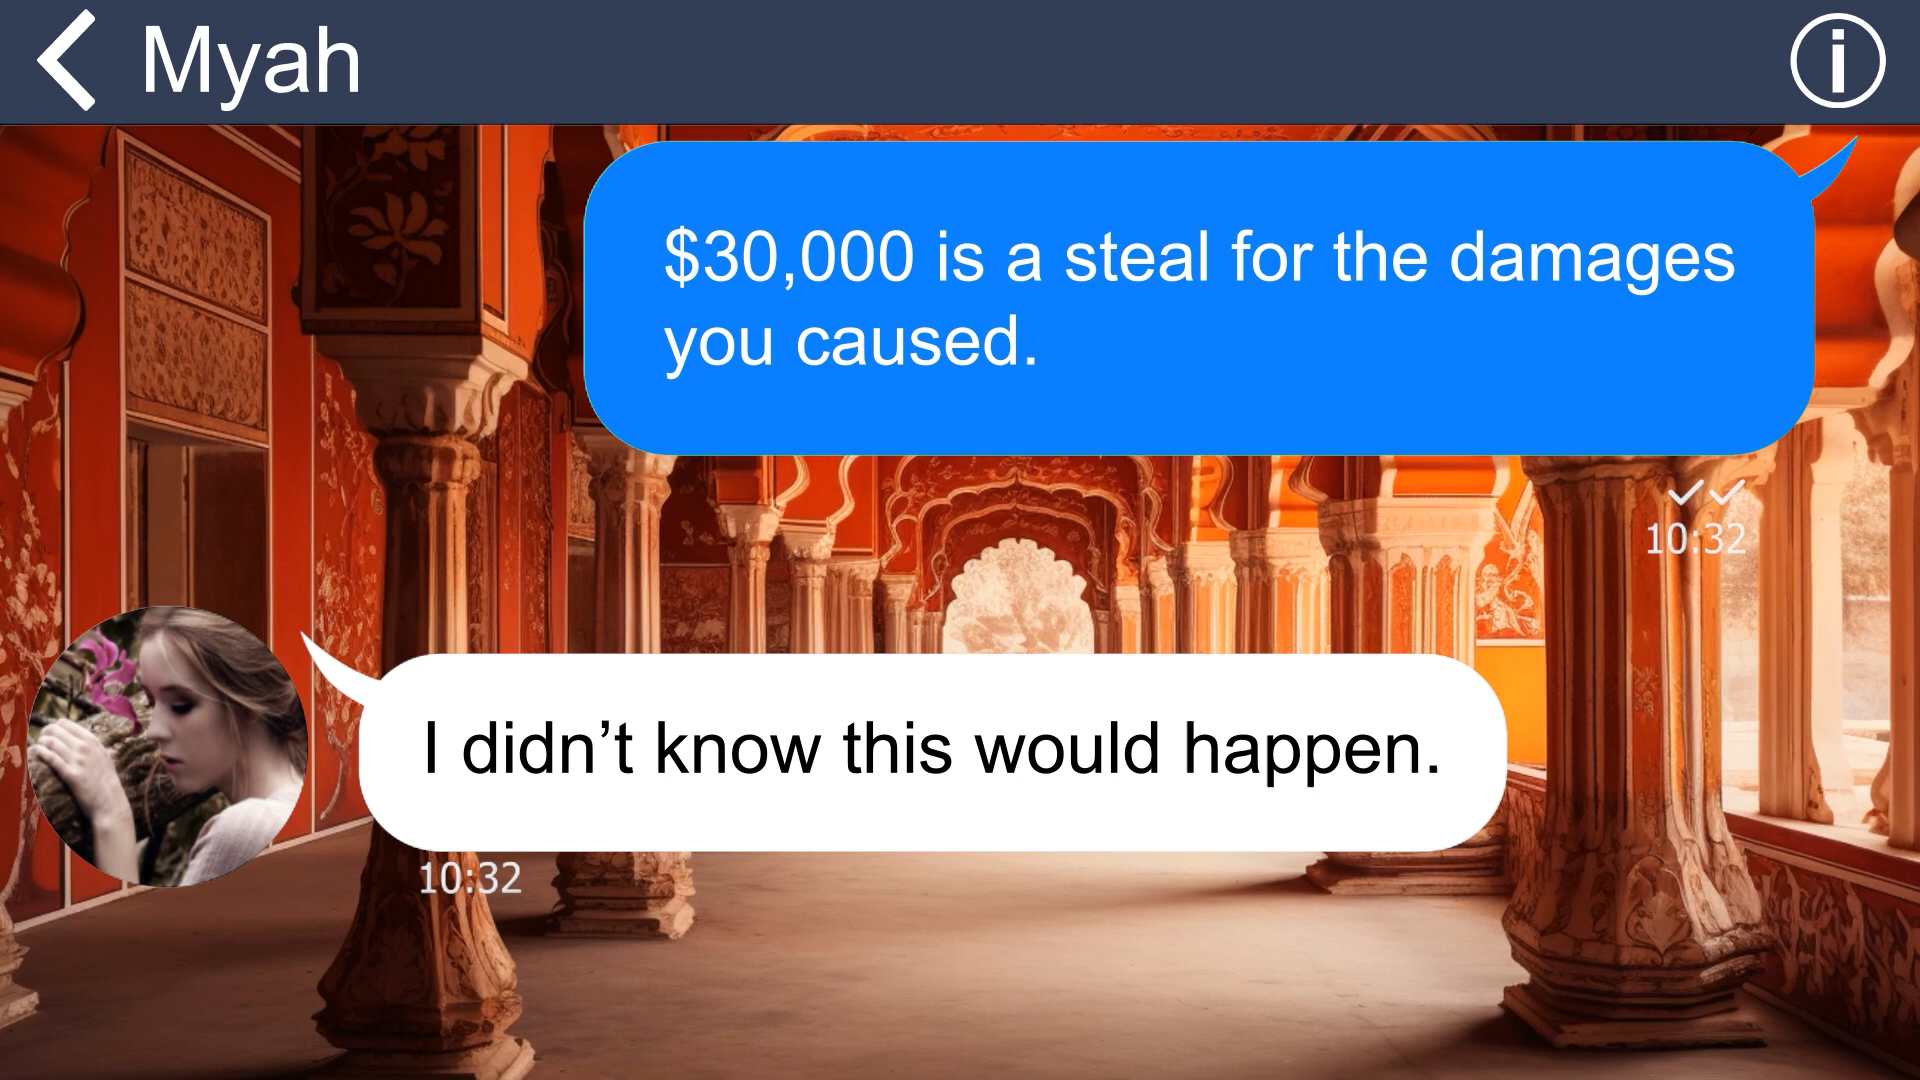 Myah
$30,000 is a steal for the damages
you caused.
10:32
I didn’t know this would happen.
10:32